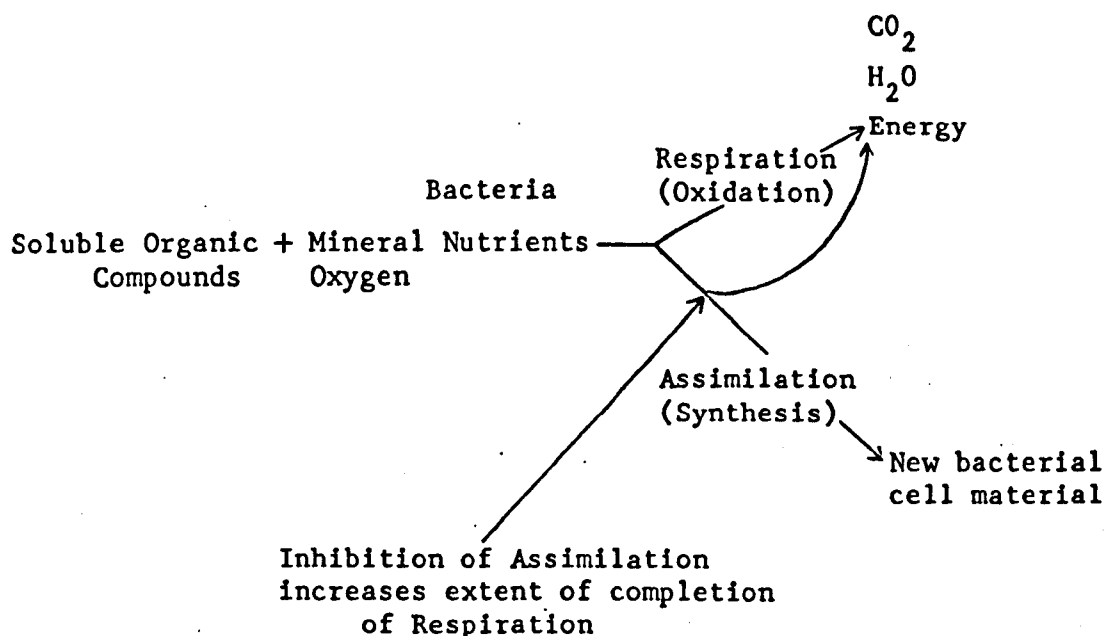 CO2
H2O
Energy
Respiration
(Oxidation)
Bacteria
Soluble Organic + Mineral Nutrients
Compounds Oxygen
Assimilation
(Synthesis)
New bacterial
cell material
Inhibition of Assimilation
increases extent of completion
of Respiration